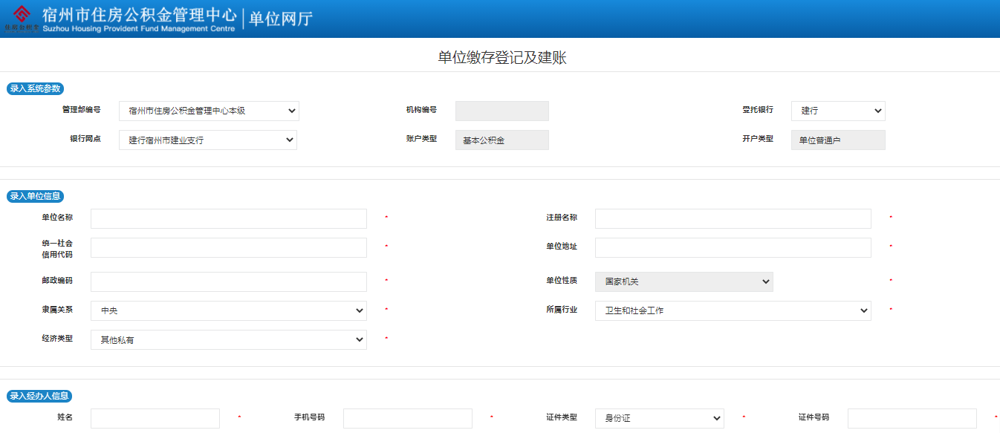 宿州市住房公积金管理中心 单位网厅
住房公积金 Suzhou Housing Provident Fund Management Centre
单位缴存登记及建账
录入系统参数
管理部编号 宿州市住房公积金管理中心本级 机构编号 受托银行 建行
银行网点 建行宿州市建业支行 账户类型 基本公积金 开户类型 单位普通户
录入单位信息
单位名称 * 注册名称 *
统一社会
信用代码 * 单位地址 *
邮政编码 * 单位性质 国家机关 *
隶属关系 中央 * 所属行业 卫生和社会工作 *
经济类型 其他私有 *
录入经办人信息
姓名 * 手机号码 * 证件类型 身份证 * 证件号码 *